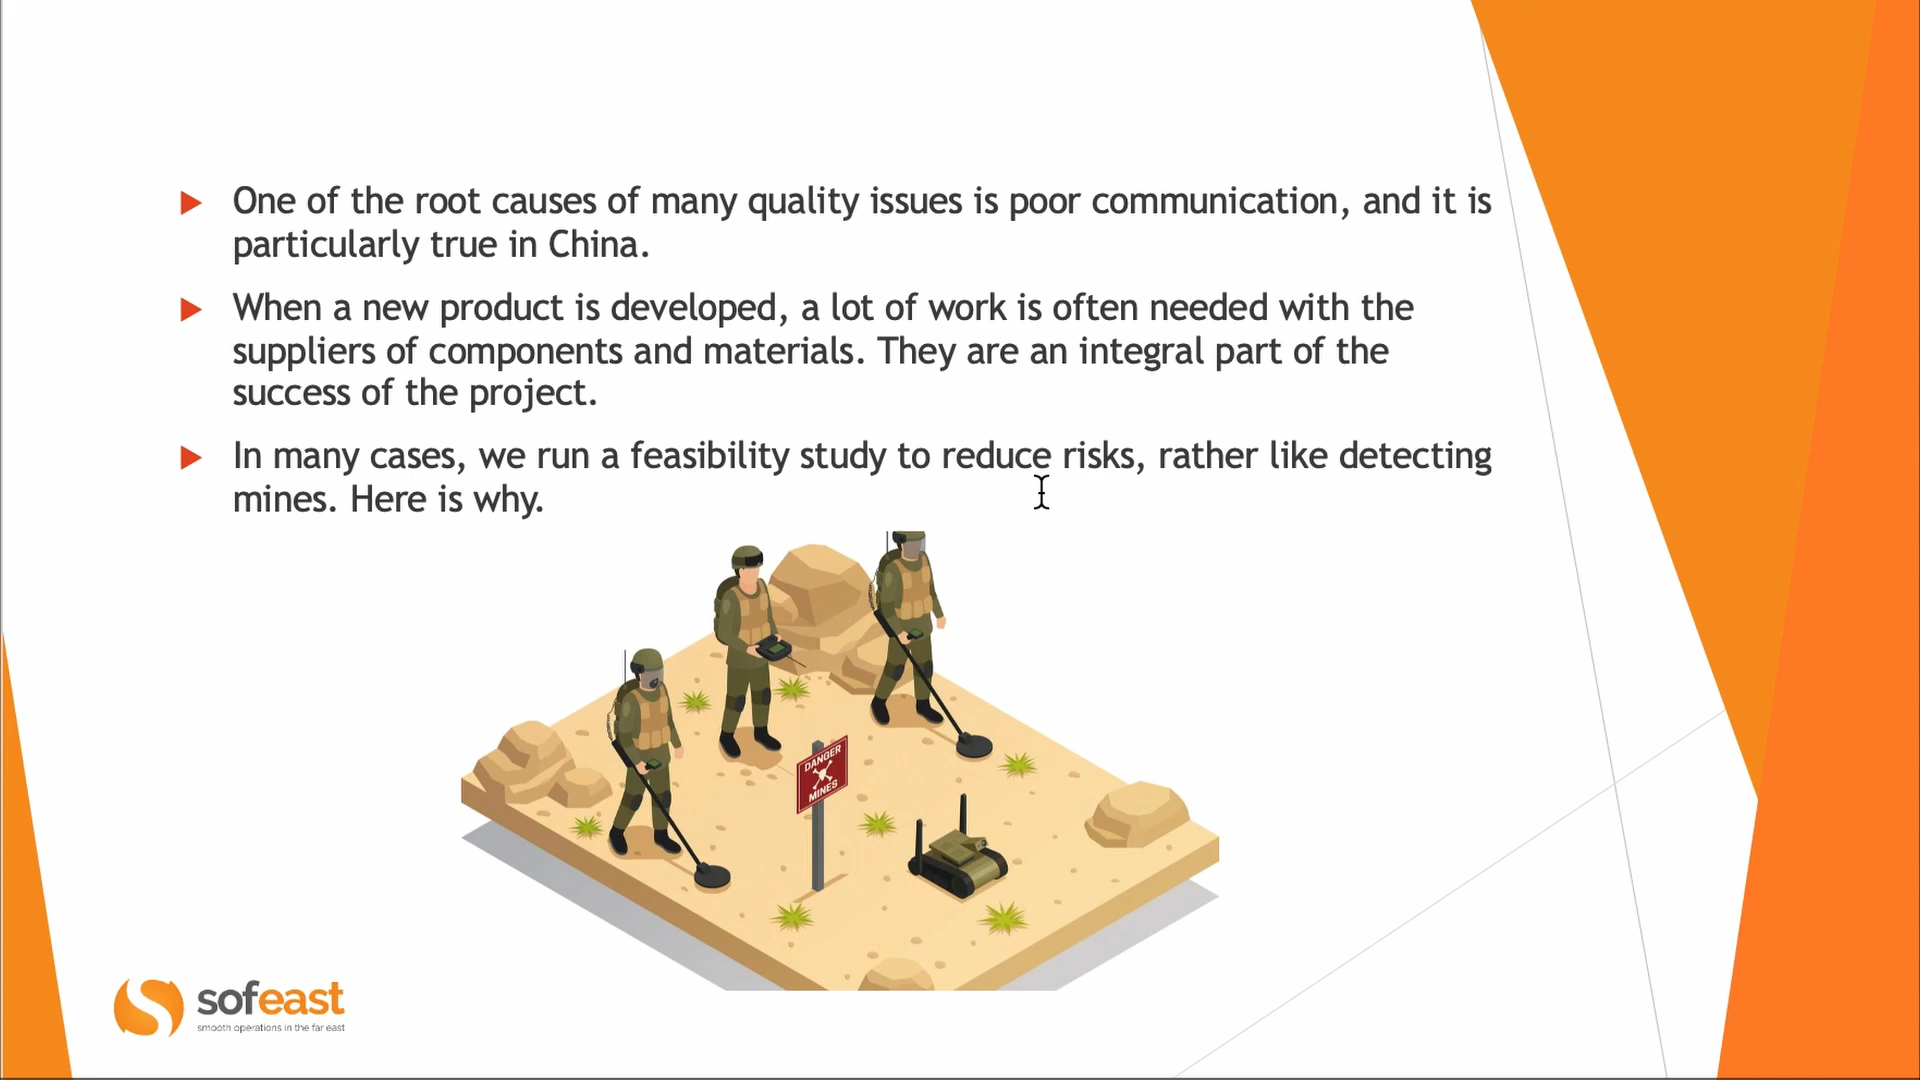 One of the root causes of many quality issues is poor communication, and it is
particularly true in China.
When a new product is developed, a lot of work is often needed with the
suppliers of components and materials. They are an integral part of the
success of the project.
In many cases, we run a feasibility study to reduce risks, rather like detecting
mines. Here is why.
DANGER
MINES
sofeast
smooth operations in the far east